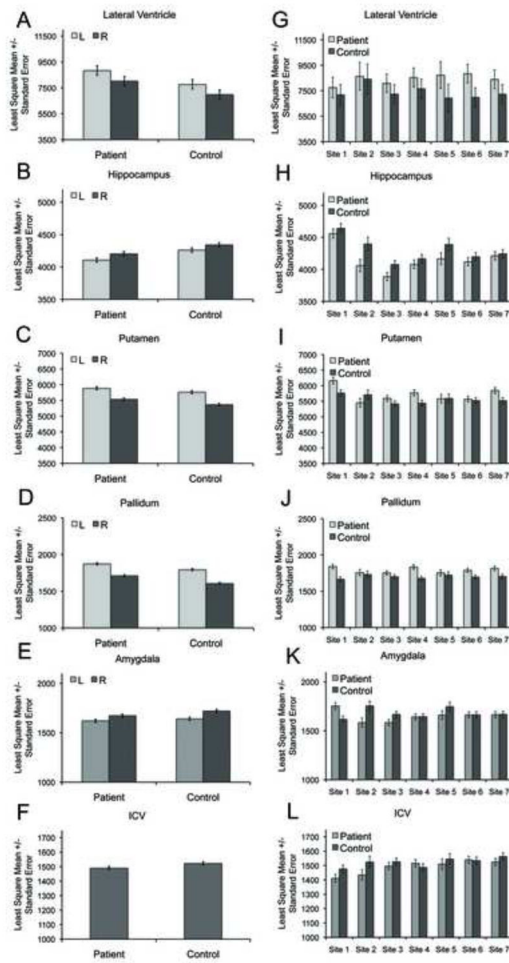 A
Lateral Ventricle
L R
Least Square Mean +/-
Standard Error
11500
9500
7500
5500
3500
Patient Control
B
Hippocampus
Least Square Mean +/-
Standard Error
5000
4500
4000
3500
Patient Control
C
Putamen
Least Square Mean +/-
Standard Error
7000
6500
6000
5500
5000
4500
4000
3500
Patient Control
D
Pallidum
L R
Least Square Mean +/-
Standard Error
2500
2000
1500
1000
Patient Control
E
Amygdala
L R
Least Square Mean +/-
Standard Error
2000
1500
1000
Patient Control
F
ICV
Least Square Mean +/-
Standard Error
1700
1600
1500
1400
1300
1200
1100
1000
Patient Control
G
Lateral Ventricle
Patient
Control
Least Square Mean +/-
Standard Error
11500
9500
7500
5500
3500
Site 1 Site 2 Site 3 Site 4 Site 5 Site 6 Site 7
H
Hippocampus
Patient
Control
Least Square Mean +/-
Standard Error
5000
4500
4000
3500
Site 1 Site 2 Site 3 Site 4 Site 5 Site 6 Site 7
I
Putamen
Patient
Control
Least Square Mean +/-
Standard Error
7000
6500
6000
5500
5000
4500
4000
3500
Site 1 Site 2 Site 3 Site 4 Site 5 Site 6 Site 7
J
Pallidum
Patient
Control
Least Square Mean +/-
Standard Error
2500
2000
1500
1000
Site 1 Site 2 Site 3 Site 4 Site 5 Site 6 Site 7
K
Amygdala
Patient
Control
Least Square Mean +/-
Standard Error
2000
1500
1000
Site 1 Site 2 Site 3 Site 4 Site 5 Site 6 Site 7
L
ICV
Patient
Control
Least Square Mean +/-
Standard Error
1700
1600
1500
1400
1300
1200
1100
1000
Site 1 Site 2 Site 3 Site 4 Site 5 Site 6 Site 7